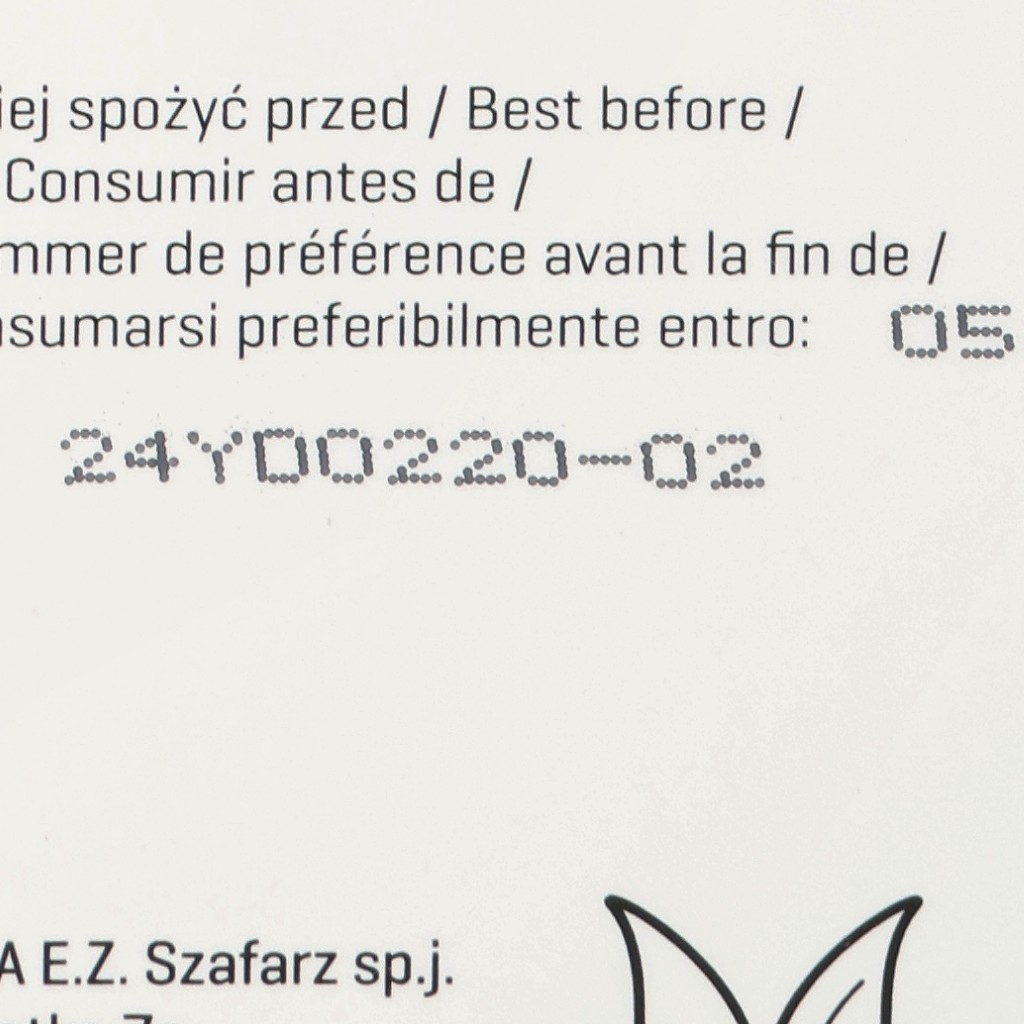 iej spożyć przed / Best before /
Consumir antes de /
mmer de préférence avant la fin de /
nsumarsi preferibilmente entro: 05
24Y00220-02
A E.Z. Szafarz sp.j.